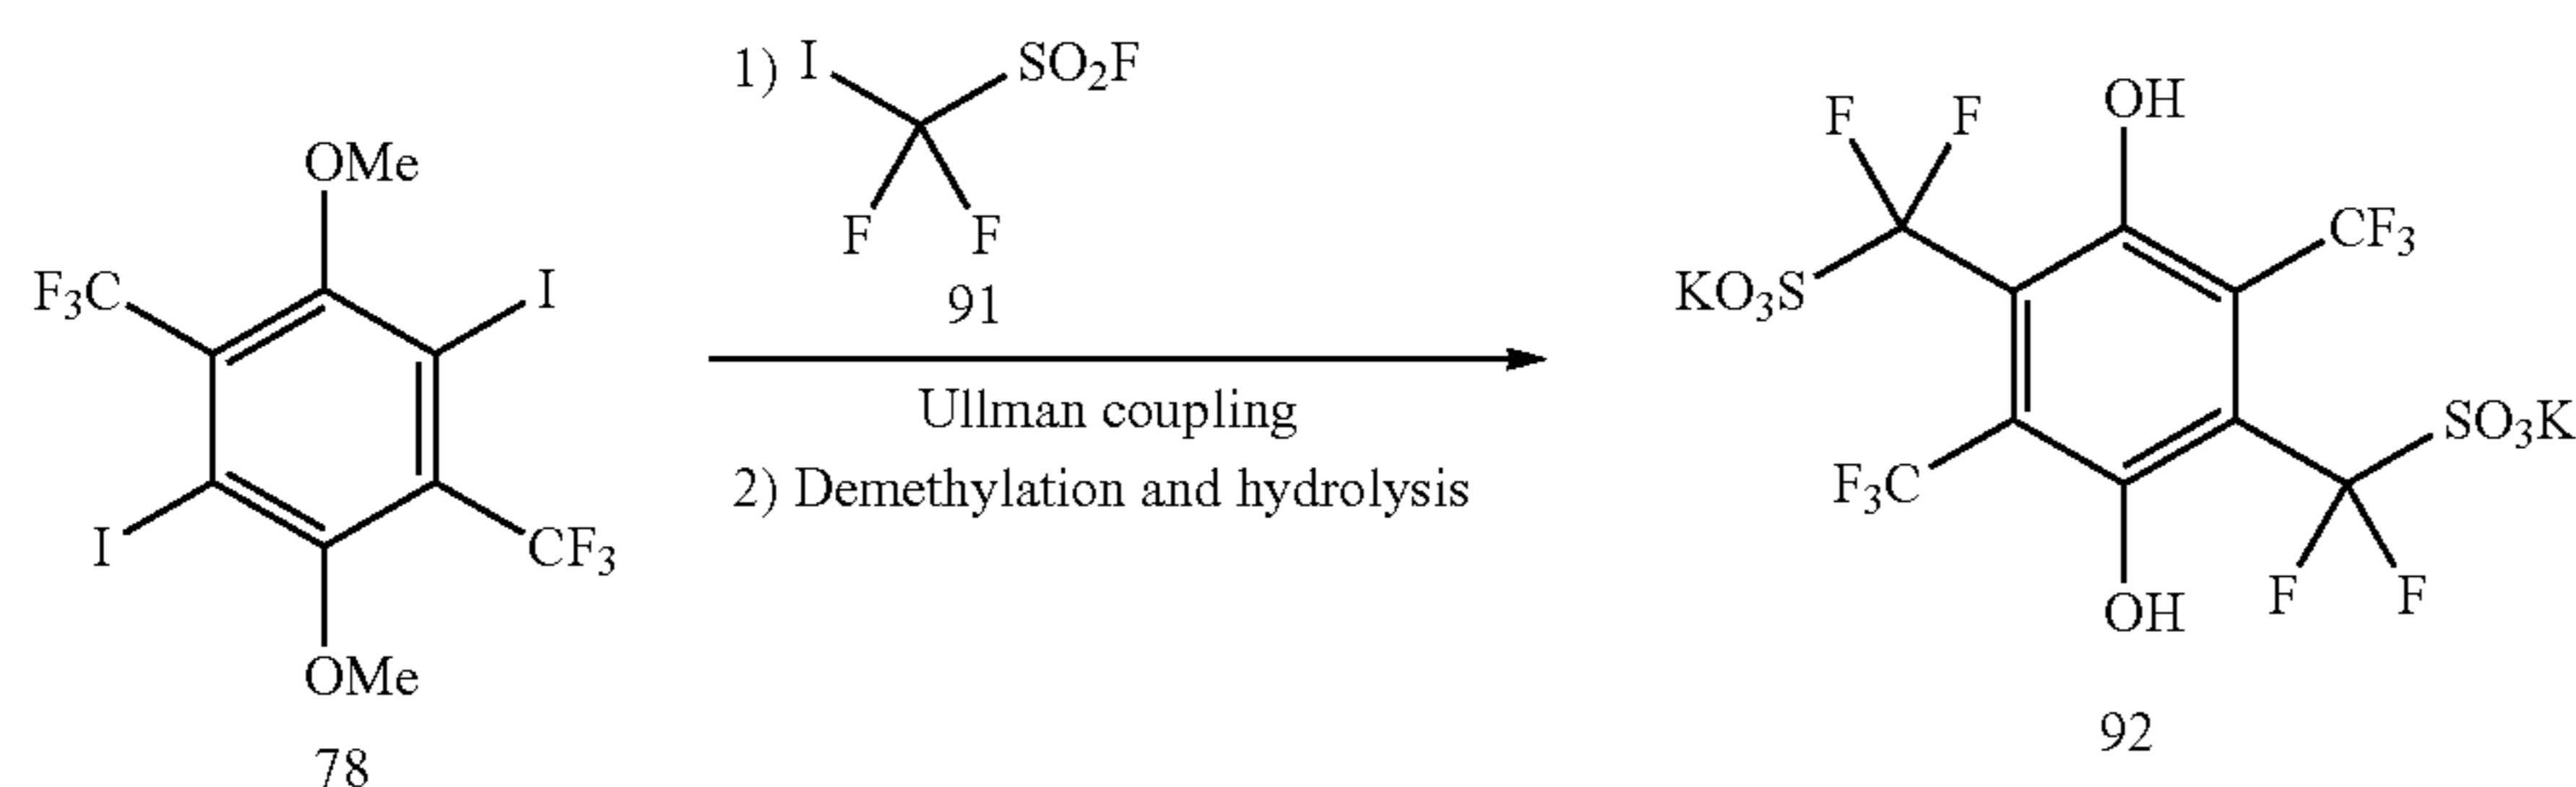 OMe
F₃C
I
I
CF₃
OMe
78
1) I
SO₂F
F
F
91
Ullman coupling
2) Demethylation and hydrolysis
F
F
OH
CF₃
KO₃S
SO₃K
F₃C
F
F
OH
92